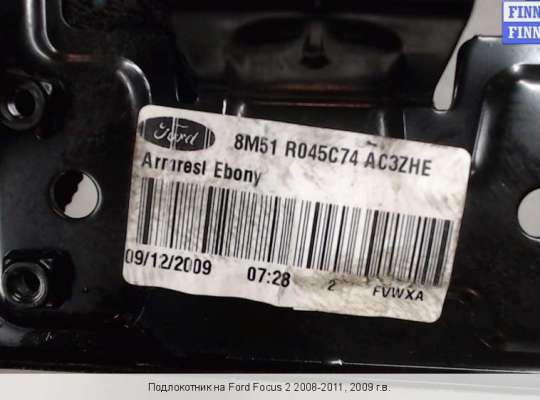 FINN
FINN
Ford
8M51 R045C74 AC3ZHE
Armrest Ebony
09/12/2009 07:28 2 FVWXA
Подлокотник на Ford Focus 2 2008-2011, 2009 г.в.